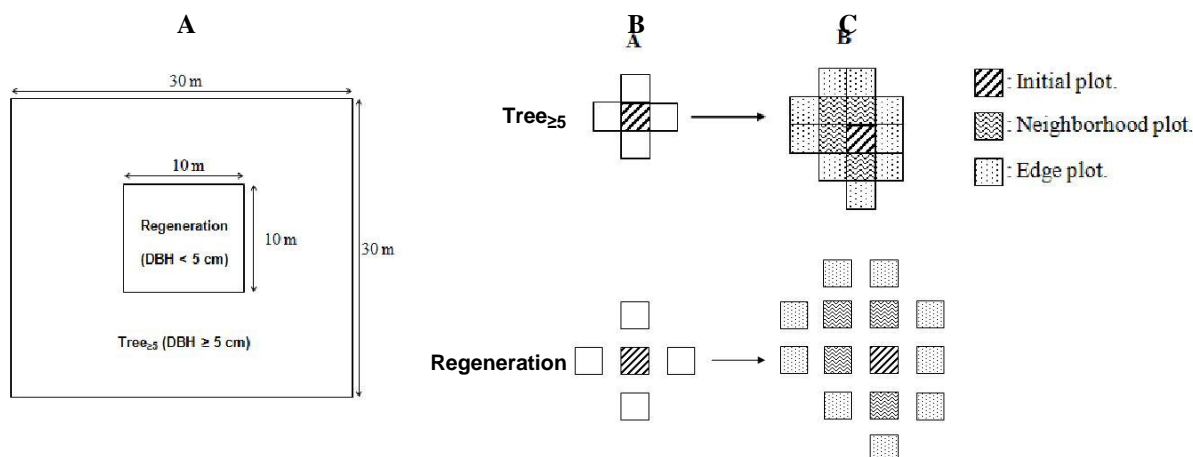 A
30 m
10 m
Regeneration
(DBH < 5 cm)
10 m
30 m
Tree≥5 (DBH ≥ 5 cm)
B
A
C
B
Tree≥5
Regeneration
: Initial plot.
: Neighborhood plot.
: Edge plot.